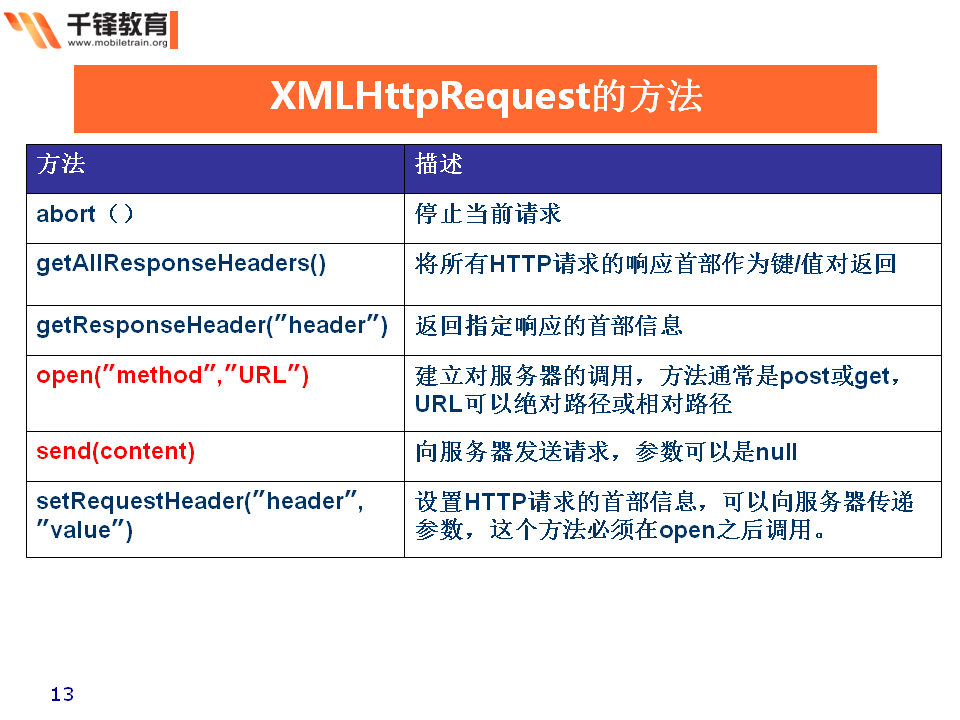 千锋教育
www.mobiletrain.org
XMLHttpRequest的方法
方法 描述
abort（） 停止当前请求
getAllResponseHeaders() 将所有HTTP请求的响应首部作为键/值对返回
getResponseHeader(″header″) 返回指定响应的首部信息
open(″method″,″URL″) 建立对服务器的调用，方法通常是post或get，
URL可以绝对路径或相对路径
send(content) 向服务器发送请求，参数可以是null
setRequestHeader(″header″, 设置HTTP请求的首部信息，可以向服务器传递
″value″) 参数，这个方法必须在open之后调用。
13